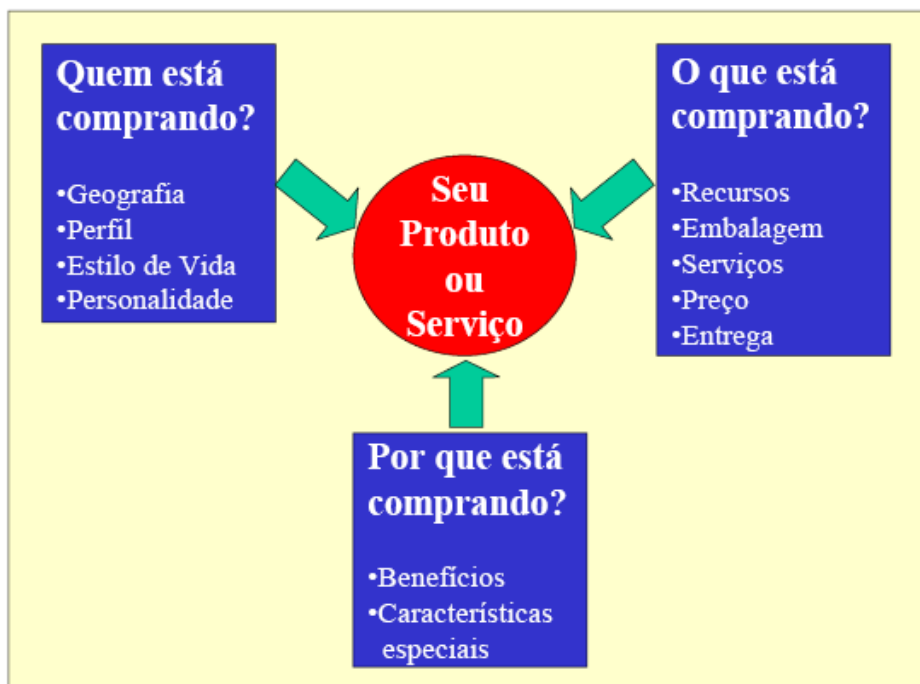 Quem está
comprando?
•Geografia
•Perfil
•Estilo de Vida
•Personalidade
Seu
Produto
ou
Serviço
O que está
comprando?
•Recursos
•Embalagem
•Serviços
•Preço
•Entrega
Por que está
comprando?
•Benefícios
•Características
especiais